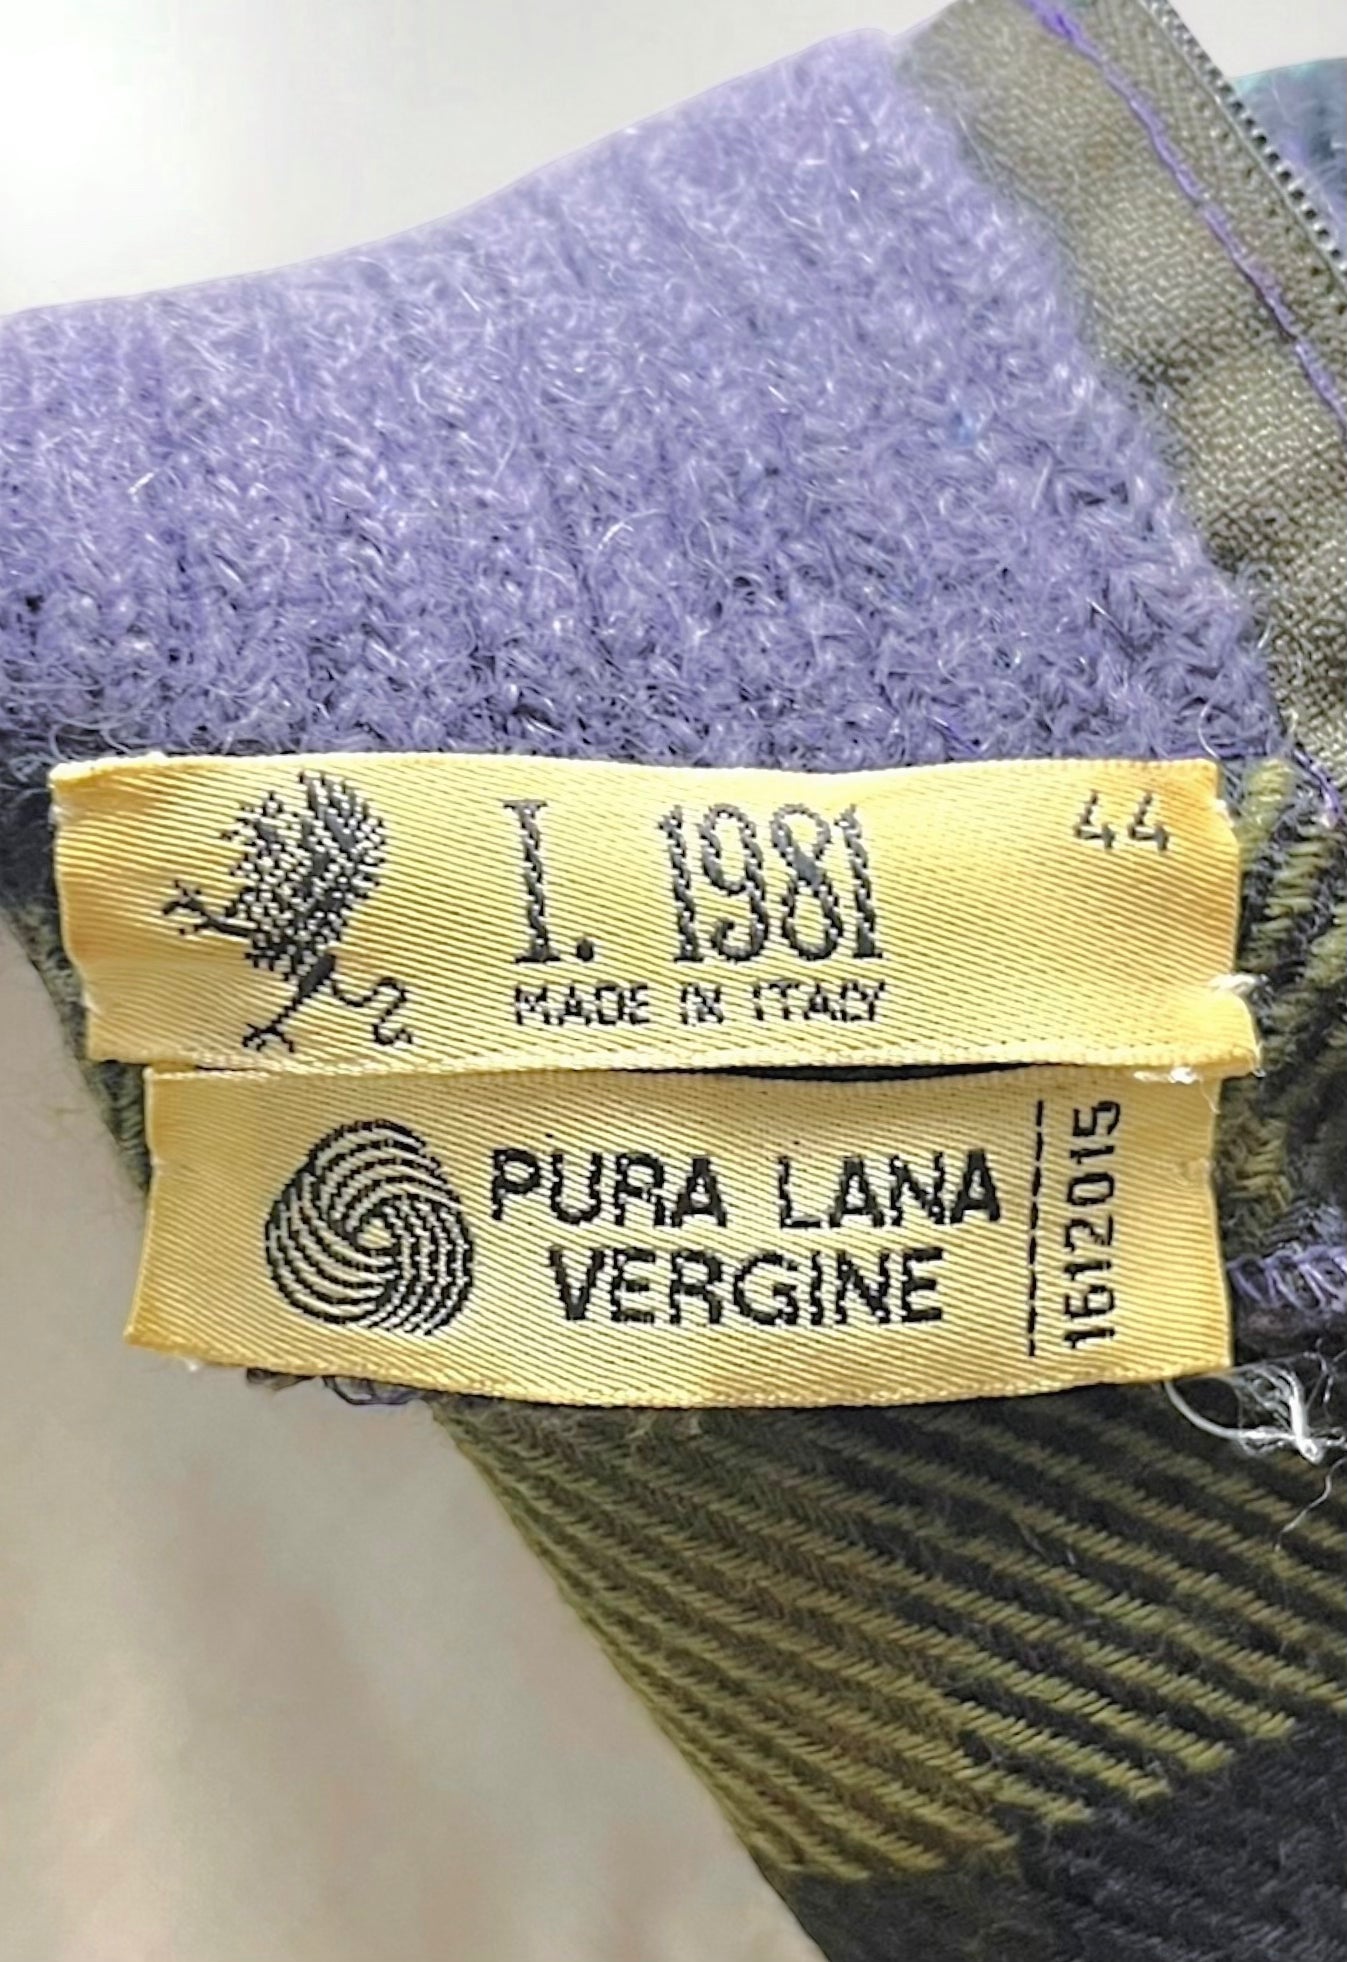 I. 1981
44
MADE IN ITALY
PURA LANA
VERGINE
1612015